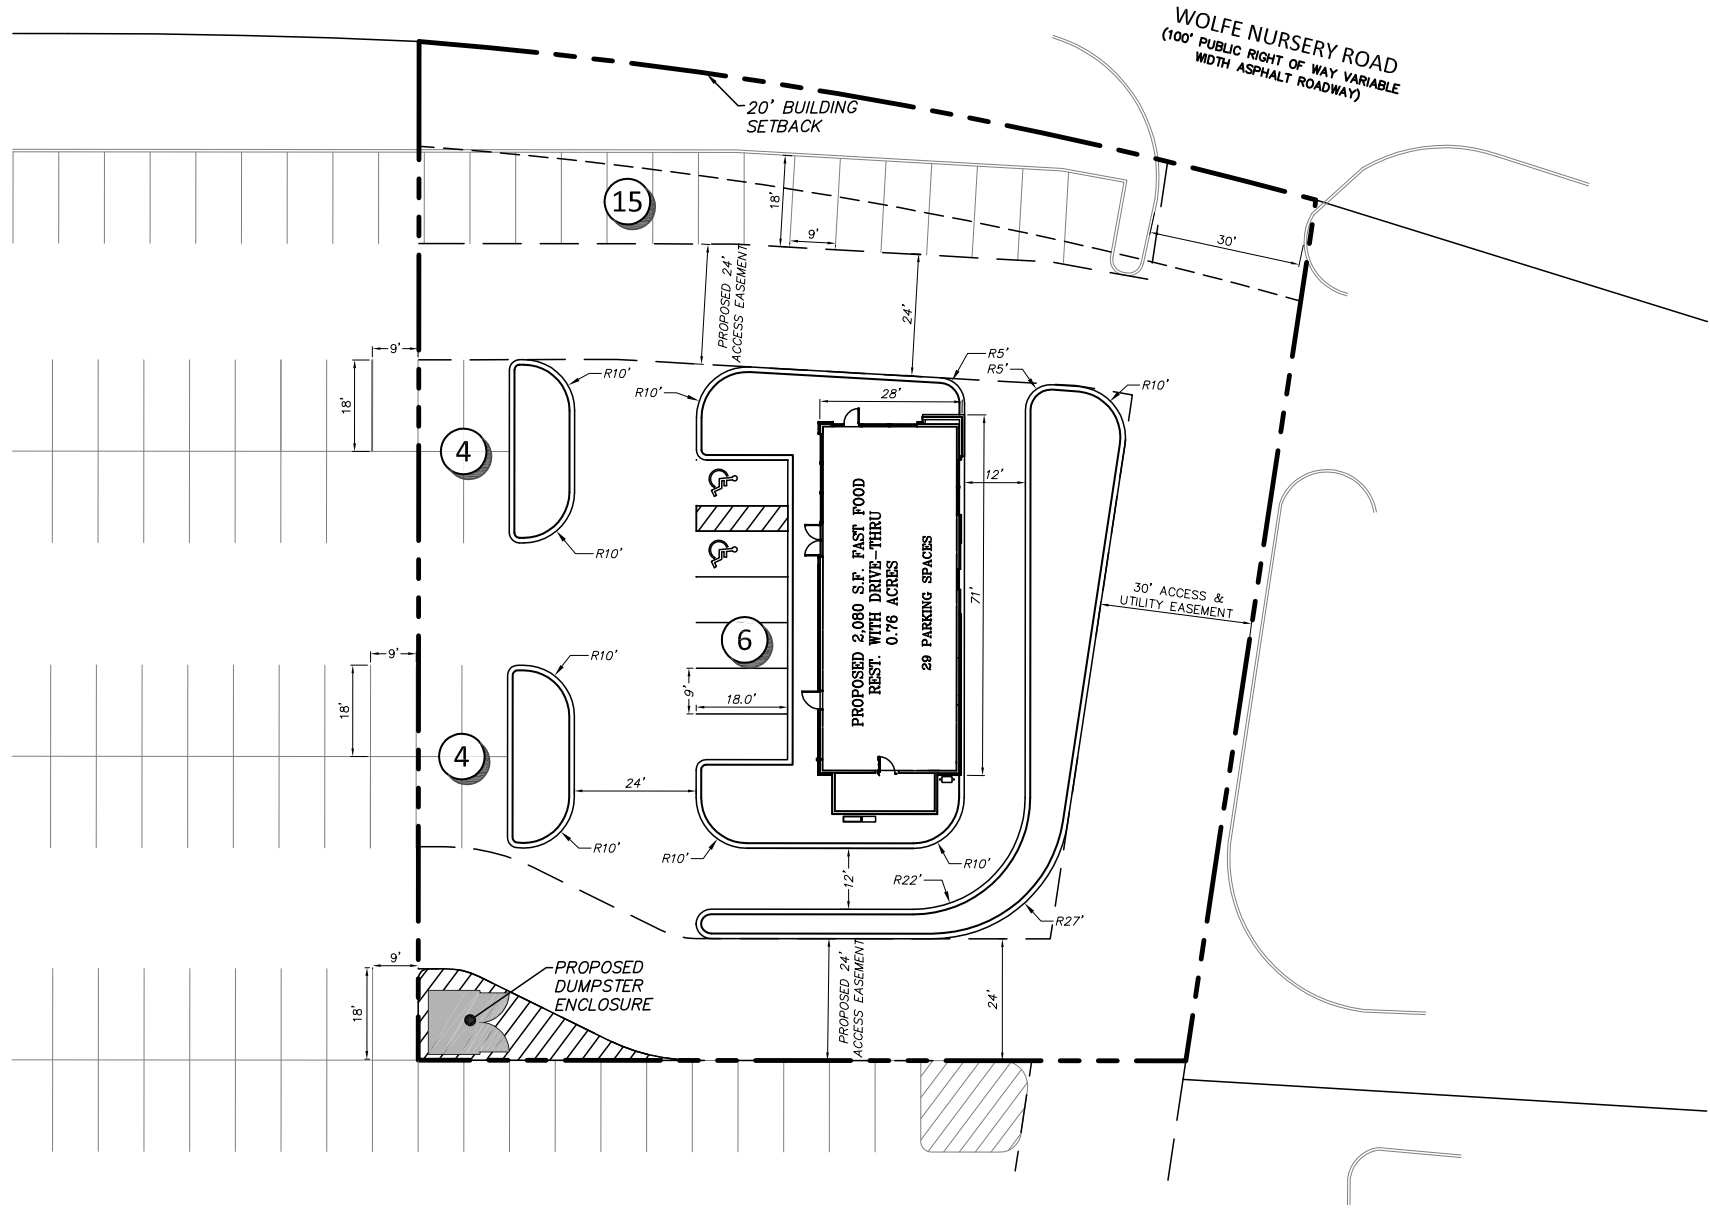 WOLFE NURSERY ROAD
(100' PUBLIC RIGHT OF WAY VARIABLE
WIDTH ASPHALT ROADWAY)
20' BUILDING
SETBACK
15
18'
9'
30'
PROPOSED 24'
ACCESS EASEMENT
24'
9'
18'
R10'
R10'
R5'
R5'
R10'
28'
4
12'
R10'
PROPOSED 2,080 S.F. FAST FOOD
REST. WITH DRIVE-THRU
0.76 ACRES
29 PARKING SPACES
71'
30' ACCESS &
UTILITY EASEMENT
6
9'
R10'
18'
9'
18.0'
4
24'
R10'
R10'
R10'
12'
R22'
R27'
9'
18'
PROPOSED
DUMPSTER
ENCLOSURE
PROPOSED 24'
ACCESS EASEMENT
24'